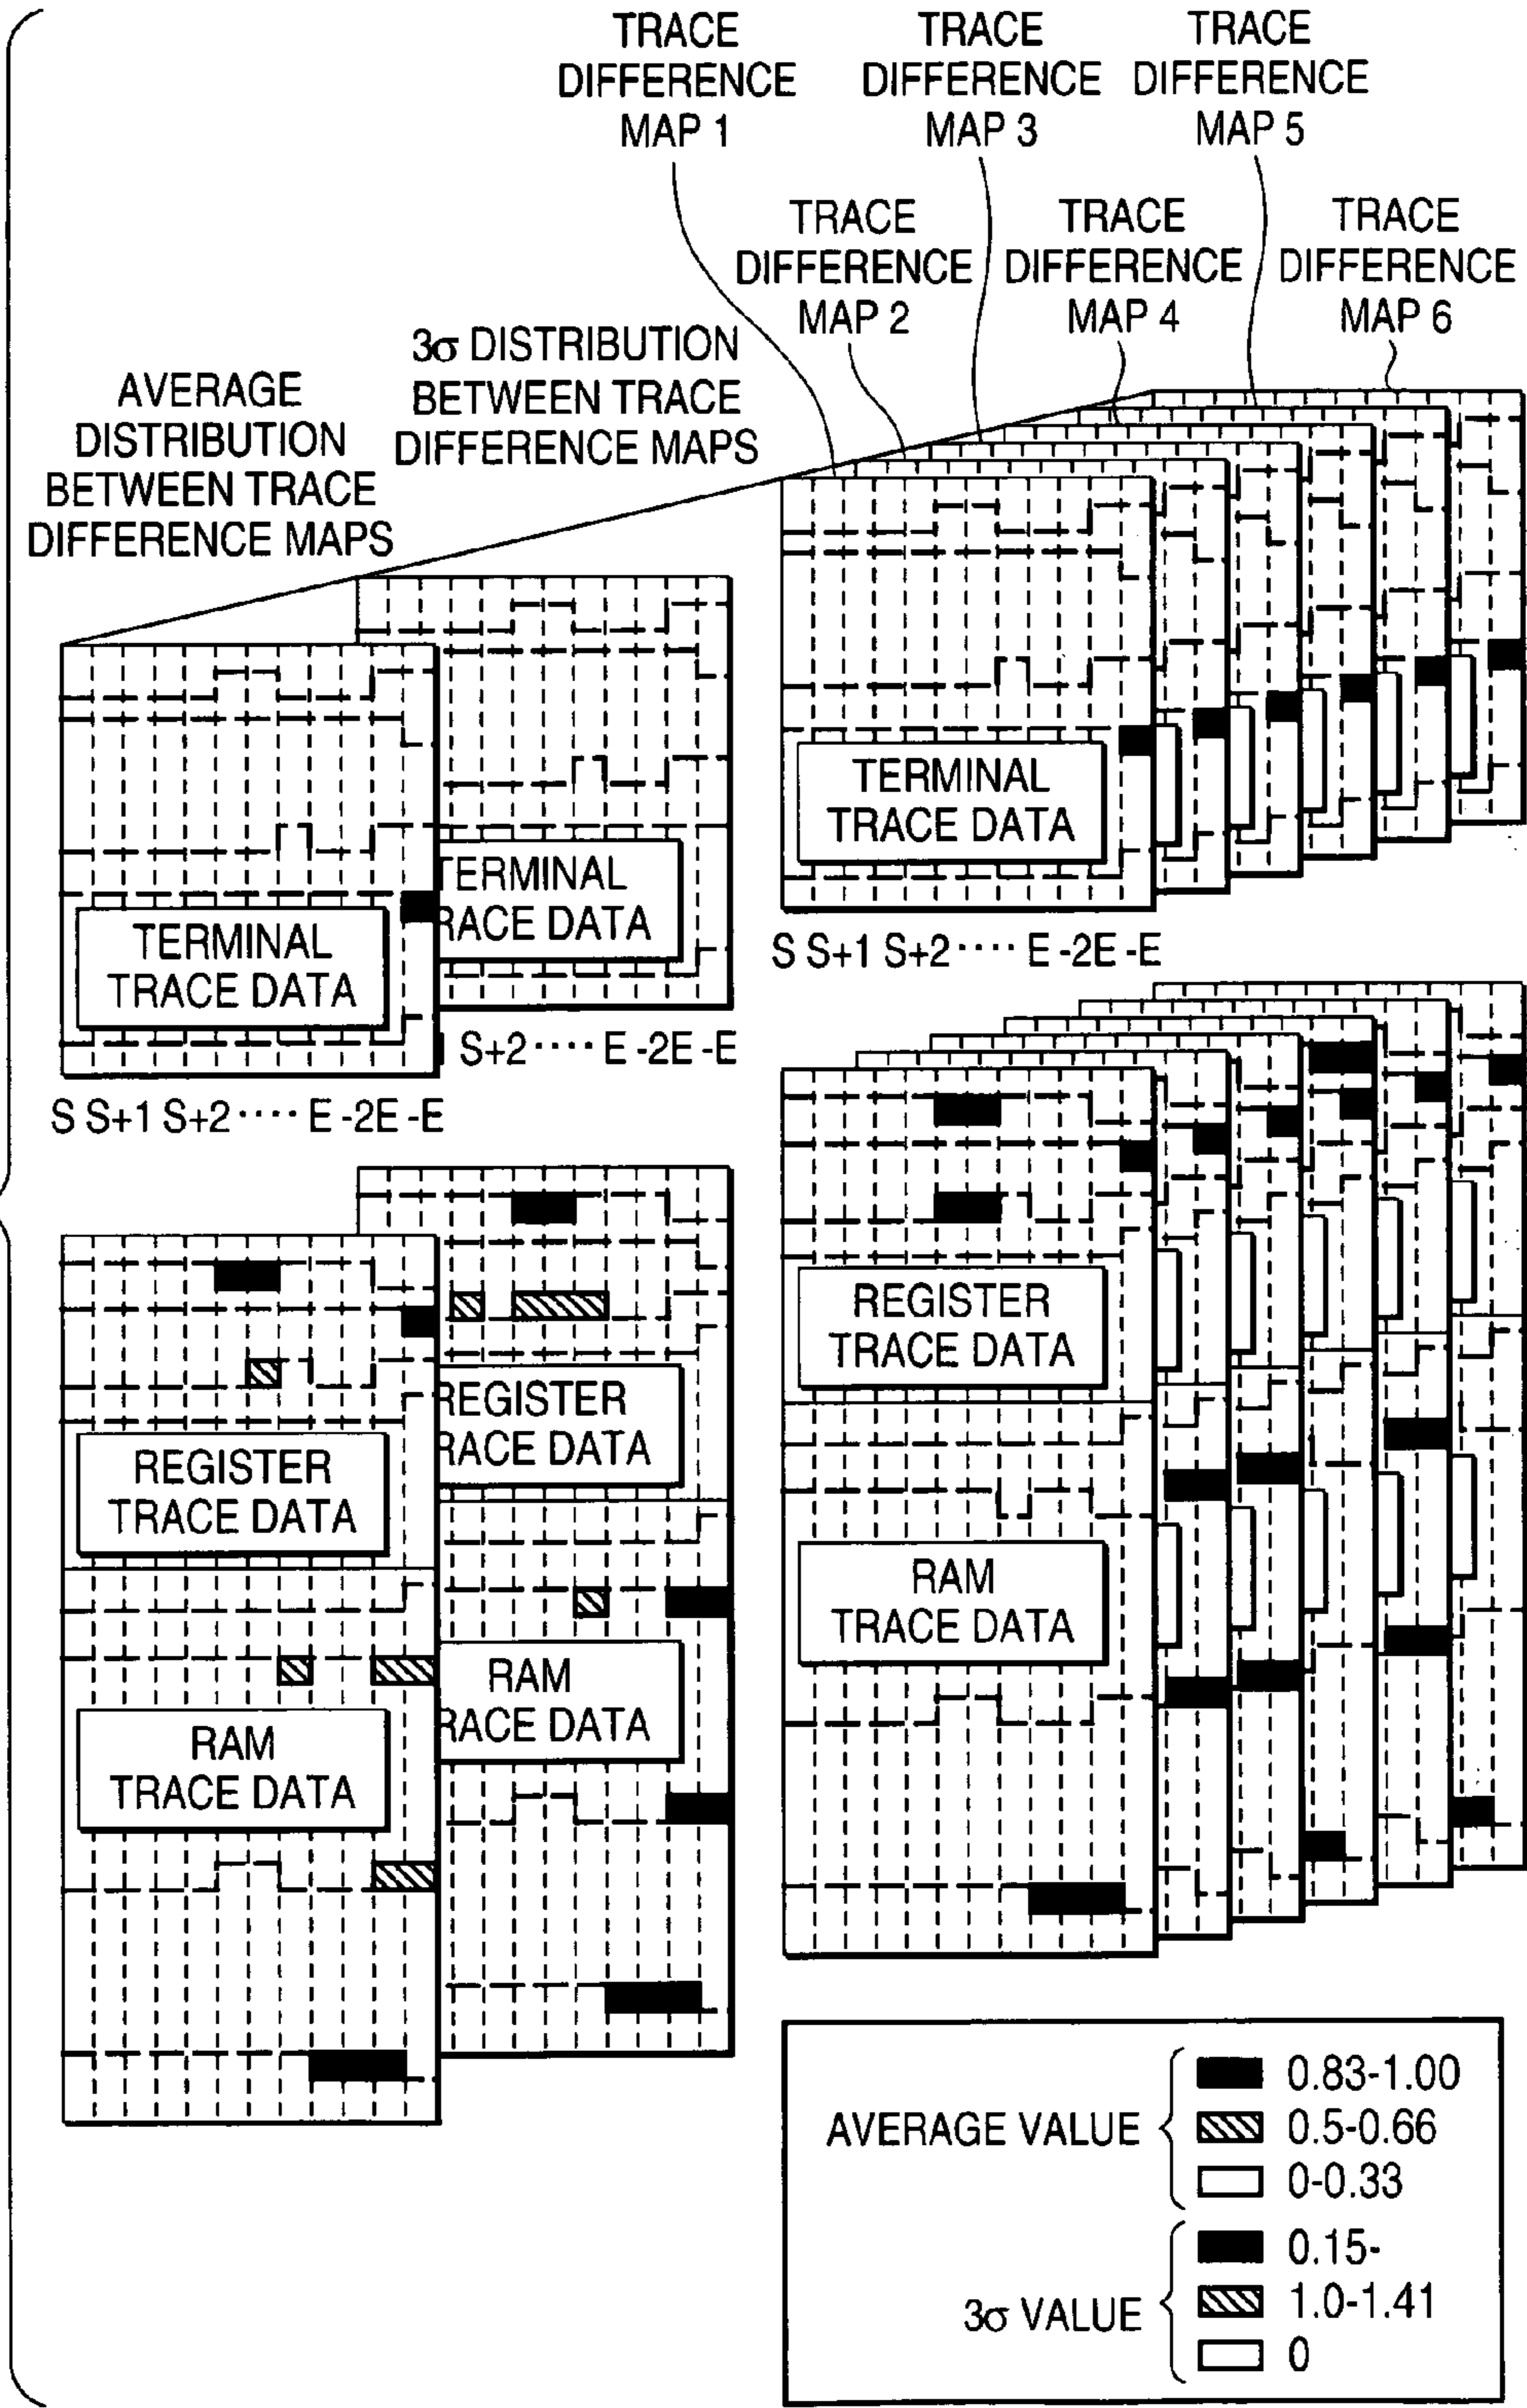 TRACE
DIFFERENCE
MAP 1
TRACE
DIFFERENCE
MAP 3
TRACE
DIFFERENCE
MAP 5
TRACE
DIFFERENCE
MAP 2
TRACE
DIFFERENCE
MAP 4
TRACE
DIFFERENCE
MAP 6
3σ DISTRIBUTION
BETWEEN TRACE
DIFFERENCE MAPS
AVERAGE
DISTRIBUTION
BETWEEN TRACE
DIFFERENCE MAPS
TERMINAL
TRACE DATA
S S+1 S+2 ···· E -2E -E
TERMINAL
RACE DATA
S+2 ···· E -2E -E
TERMINAL
TRACE DATA
S S+1 S+2 ···· E -2E -E
REGISTER
TRACE DATA
RAM
TRACE DATA
REGISTER
RACE DATA
RAM
RACE DATA
REGISTER
TRACE DATA
RAM
TRACE DATA
AVERAGE VALUE
0.83-1.00
0.5-0.66
0-0.33
3σ VALUE
0.15-
1.0-1.41
0